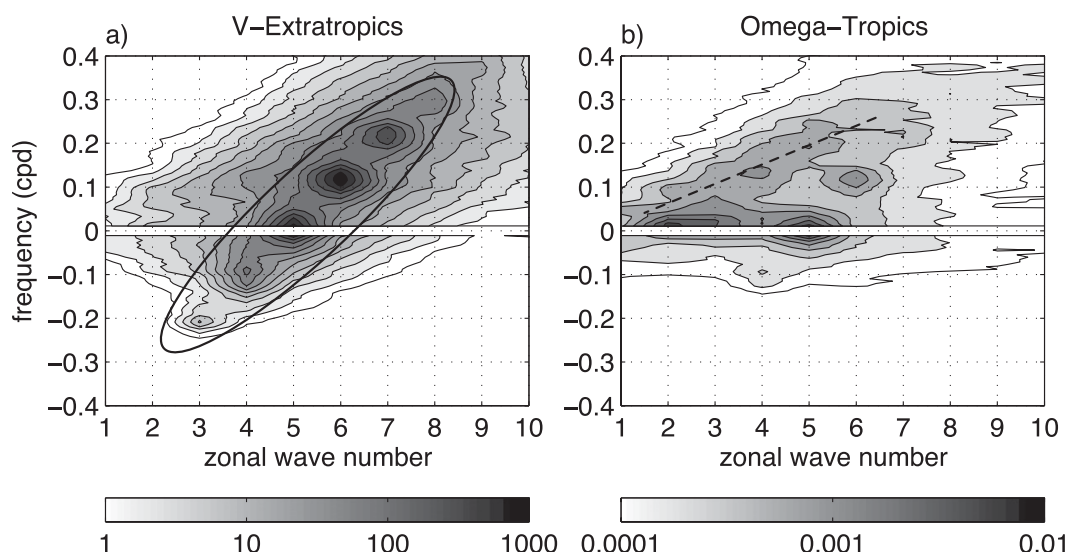 V−Extratropics
a)
frequency (cpd)
0.4
0.3
0.2
0.1
0
−0.1
−0.2
−0.3
−0.4
1 2 3 4 5 6 7 8 9 10
zonal wave number
1 10 100 1000
Omega−Tropics
b)
0.4
0.3
0.2
0.1
0
−0.1
−0.2
−0.3
−0.4
1 2 3 4 5 6 7 8 9 10
zonal wave number
0.0001 0.001 0.01